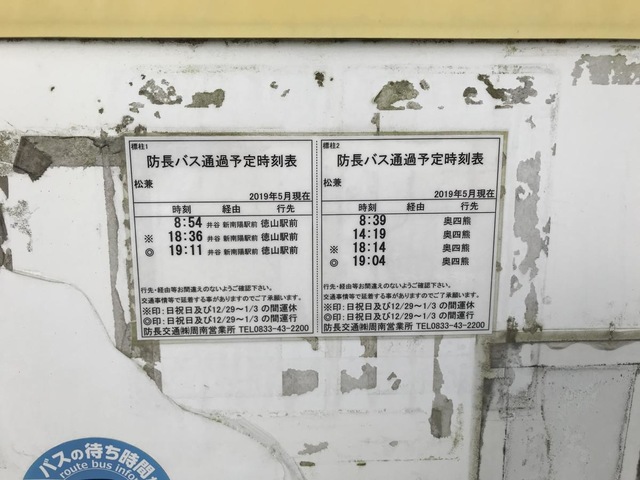 標柱1
防長バス通過予定時刻表
松兼
2019年5月現在
時刻 経由 行先
8:54 井谷 新南陽駅前 徳山駅前
※ 18:36 井谷 新南陽駅前 徳山駅前
◎ 19:11 井谷 新南陽駅前 徳山駅前
行先・経由等お間違えのないようご確認下さい。
交通事情等で延着する事がありますのでご了承願います。
※印:日祝日及び12/29～1/3の間運休
◎印:日祝日及び12/29～1/3の間運行
防長交通㈱周南営業所 TEL0833-43-2200
標柱2
防長バス通過予定時刻表
松兼
2019年5月現在
時刻 経由 行先
8:39 奥四熊
14:19 奥四熊
※ 18:14 奥四熊
◎ 19:04 奥四熊
行先・経由等お間違えのないようご確認下さい。
交通事情等で延着する事がありますのでご了承願います。
※印:日祝日及び12/29～1/3の間運休
◎印:日祝日及び12/29～1/3の間運行
防長交通㈱周南営業所 TEL0833-43-2200
バスの待ち時間
route bus info